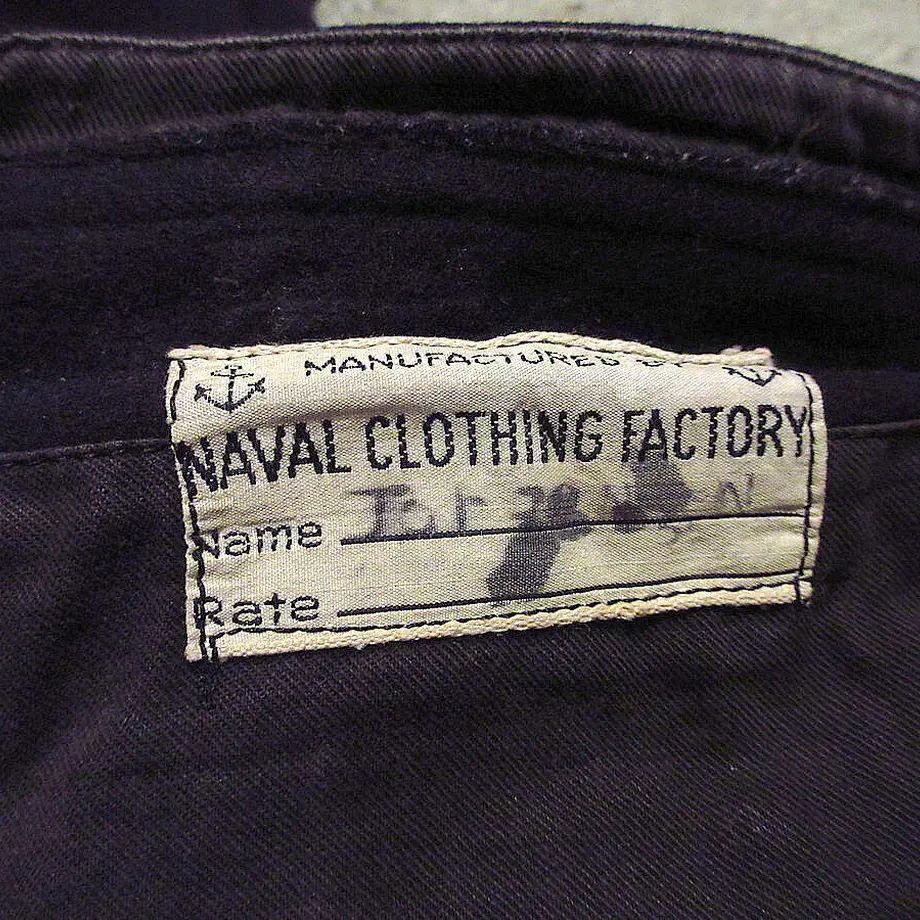 MANUFACTURED BY
NAVAL CLOTHING FACTORY
Name
Rate